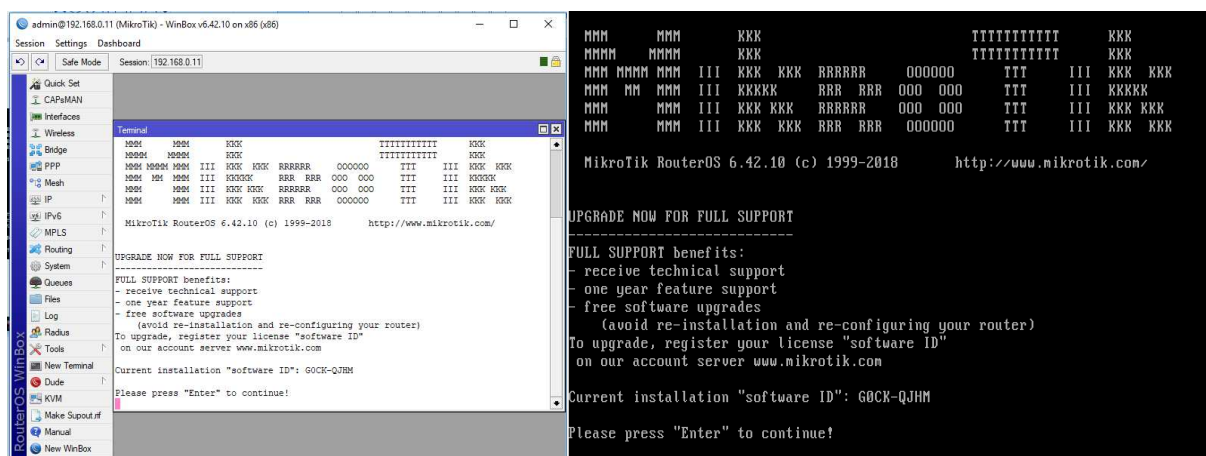 admin@192.168.0.11 (MikroTik) - WinBox v6.42.10 on x86 (x86)
Session Settings Dashboard
Safe Mode Session: 192.168.0.11
Quick Set
CAPsMAN
Interfaces
Wireless
Bridge
PPP
Mesh
IP
IPv6
MPLS
Routing
System
Queues
Files
Log
Radius
Tools
New Terminal
Dude
KVM
Make Supout.rif
Manual
New WinBox
RouterOS WinBox
Terminal
MMM      MMM       KKK                          TTTTTTTTTTT      KKK
MMMM    MMMM       KKK                          TTTTTTTTTTT      KKK
MMM MMMM MMM  III  KKK  KKK  RRRRRR     OOOOOO      TTT     III  KKK  KKK
MMM  MM  MMM  III  KKKKK     RRR  RRR  OOO  OOO     TTT     III  KKKKK
MMM      MMM  III  KKK KKK   RRRRRR    OOO  OOO     TTT     III  KKK KKK
MMM      MMM  III  KKK  KKK  RRR  RRR   OOOOOO      TTT     III  KKK  KKK
MikroTik RouterOS 6.42.10 (c) 1999-2018 http://www.mikrotik.com/
UPGRADE NOW FOR FULL SUPPORT
----------------------------
FULL SUPPORT benefits:
- receive technical support
- one year feature support
- free software upgrades
(avoid re-installation and re-configuring your router)
To upgrade, register your license "software ID"
on our account server www.mikrotik.com
Current installation "software ID": G0CK-QJHM
Please press "Enter" to continue!
MMM      MMM       KKK                          TTTTTTTTTTT      KKK
MMMM    MMMM       KKK                          TTTTTTTTTTT      KKK
MMM MMMM MMM  III  KKK  KKK  RRRRRR     OOOOOO      TTT     III  KKK  KKK
MMM  MM  MMM  III  KKKKK     RRR  RRR  OOO  OOO     TTT     III  KKKKK
MMM      MMM  III  KKK KKK   RRRRRR    OOO  OOO     TTT     III  KKK KKK
MMM      MMM  III  KKK  KKK  RRR  RRR   OOOOOO      TTT     III  KKK  KKK
MikroTik RouterOS 6.42.10 (c) 1999-2018 http://www.mikrotik.com/
UPGRADE NOW FOR FULL SUPPORT
----------------------------
FULL SUPPORT benefits:
- receive technical support
- one year feature support
- free software upgrades
(avoid re-installation and re-configuring your router)
To upgrade, register your license "software ID"
on our account server www.mikrotik.com
Current installation "software ID": G0CK-QJHM
Please press "Enter" to continue!